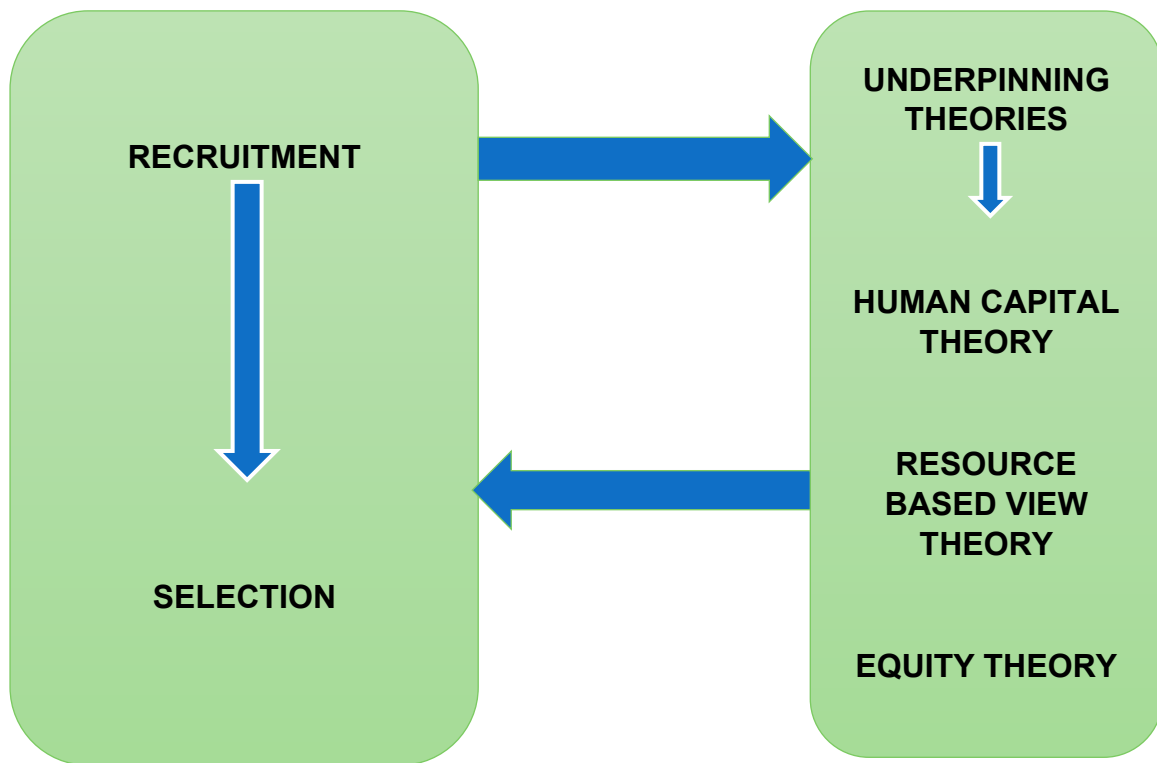 RECRUITMENT
SELECTION
UNDERPINNING
THEORIES
HUMAN CAPITAL
THEORY
RESOURCE
BASED VIEW
THEORY
EQUITY THEORY